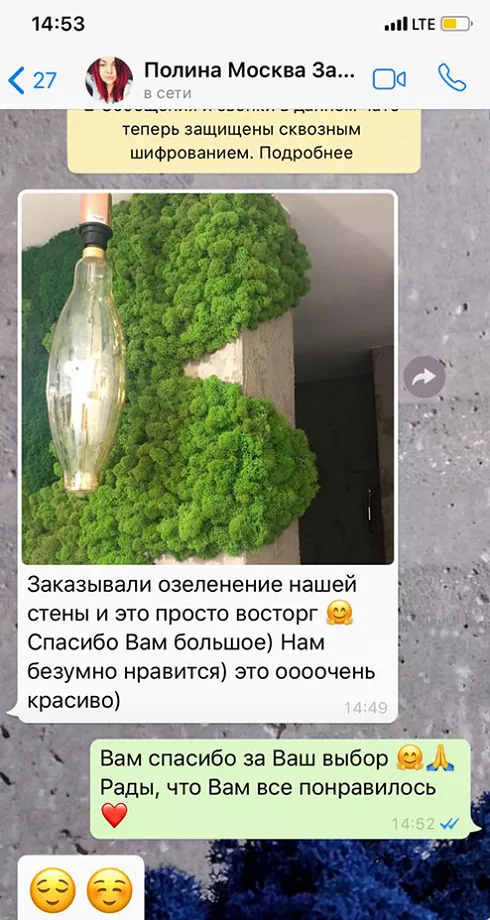 14:53
LTE
27
Полина Москва За...
в сети
теперь защищены сквозным
шифрованием. Подробнее
Заказывали озеленение нашей
стены и это просто восторг 🤗
Спасибо Вам большое) Нам
безумно нравится) это оооочень
красиво)
14:49
Вам спасибо за Ваш выбор 🤗🙏
Рады, что Вам все понравилось
❤️
14:52
😌☺️